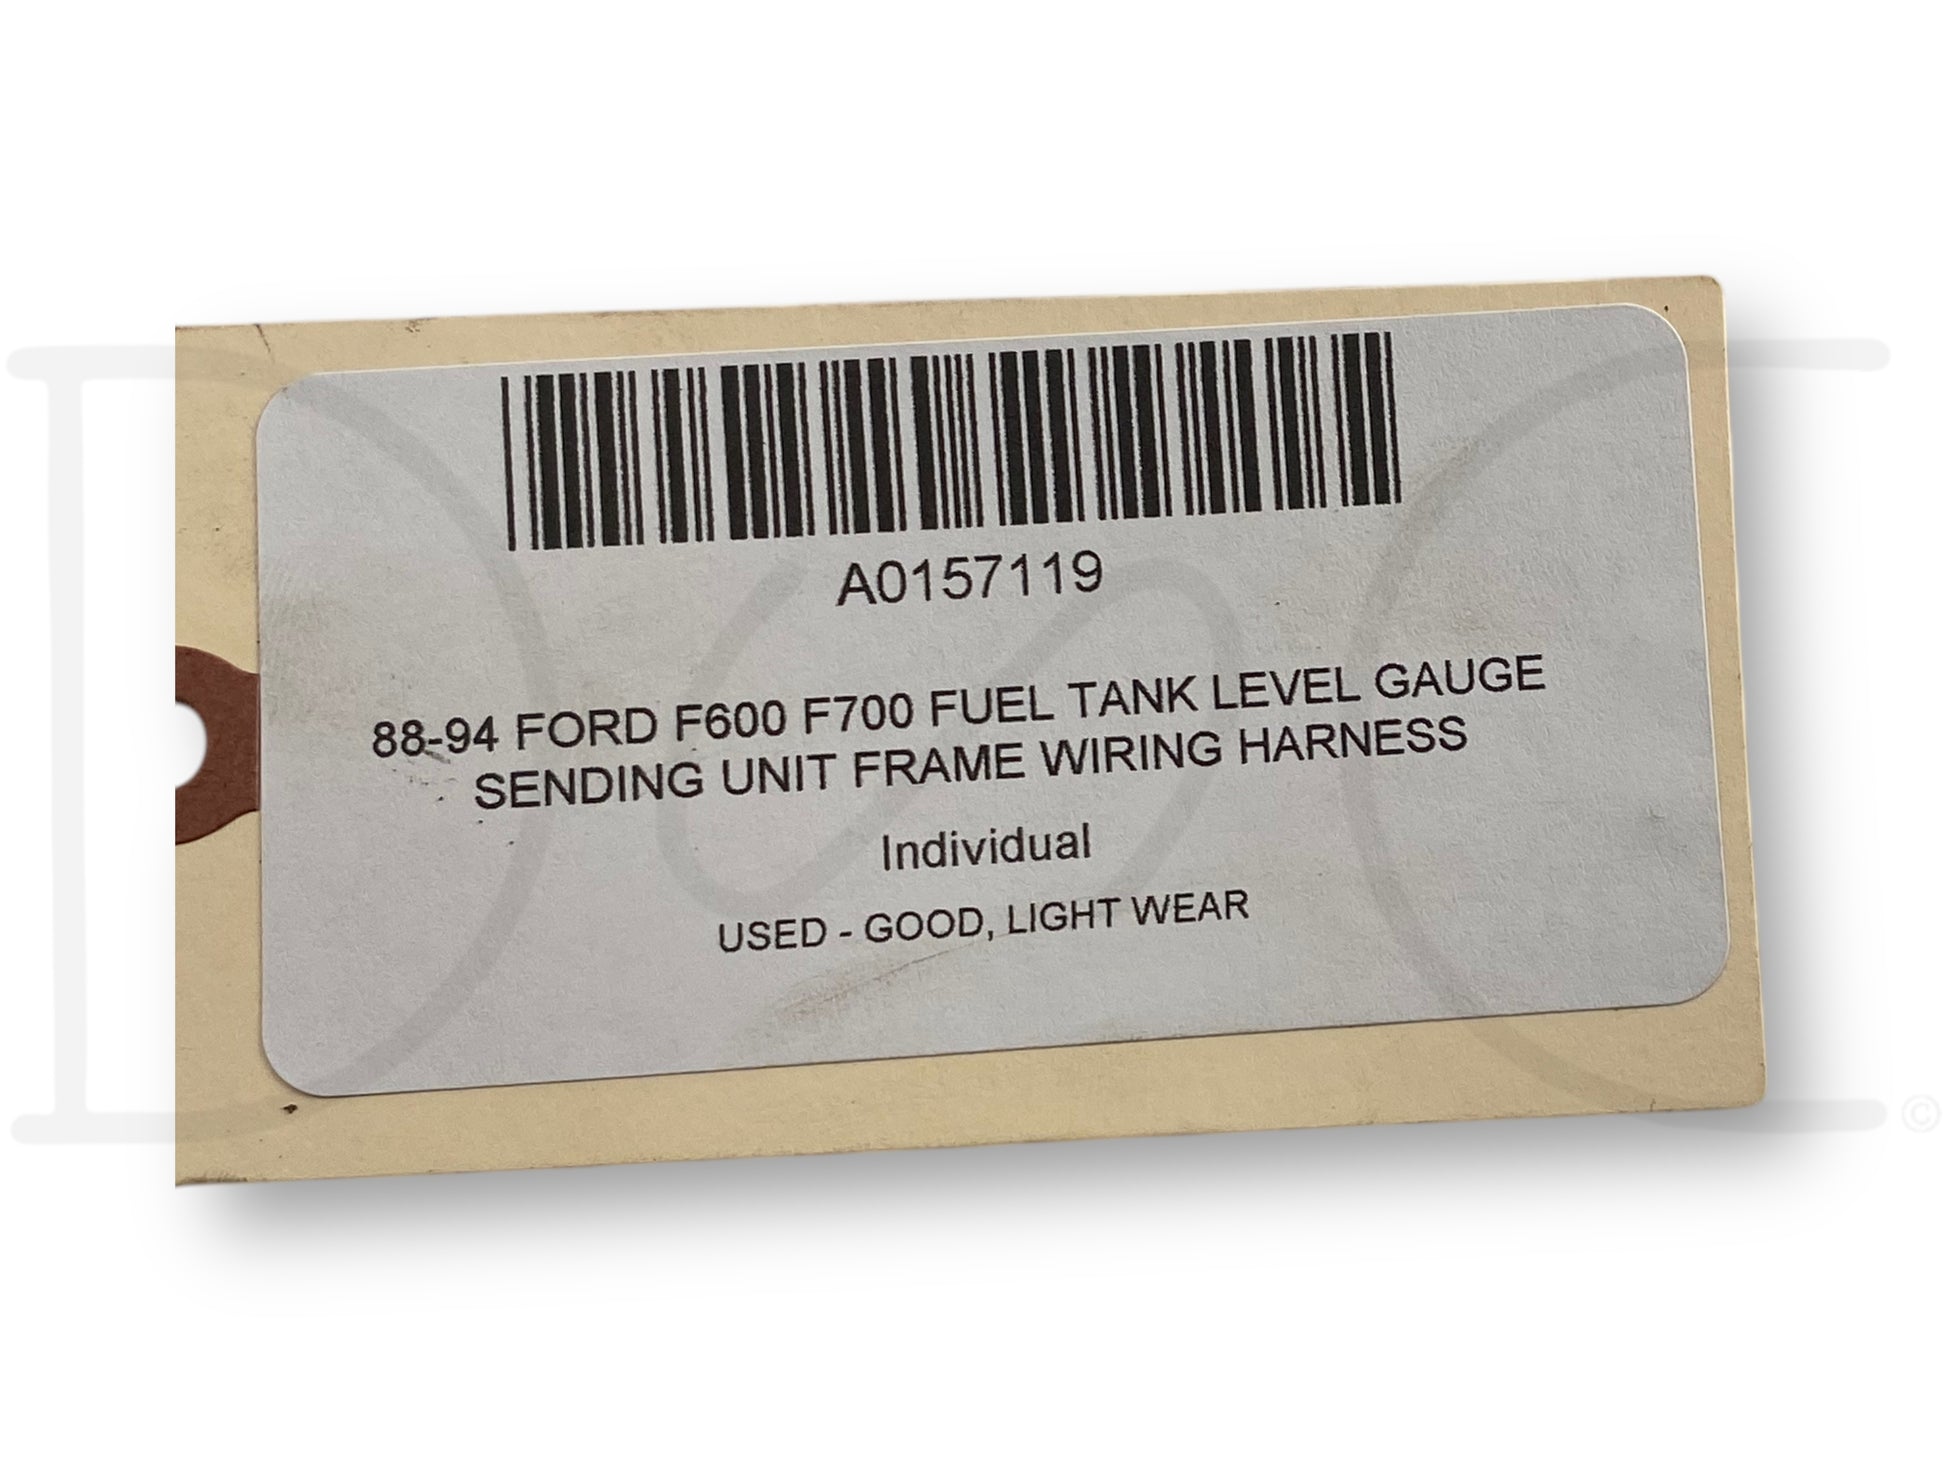 A0157119
88-94 FORD F600 F700 FUEL TANK LEVEL GAUGE
SENDING UNIT FRAME WIRING HARNESS
Individual
USED - GOOD, LIGHT WEAR
©